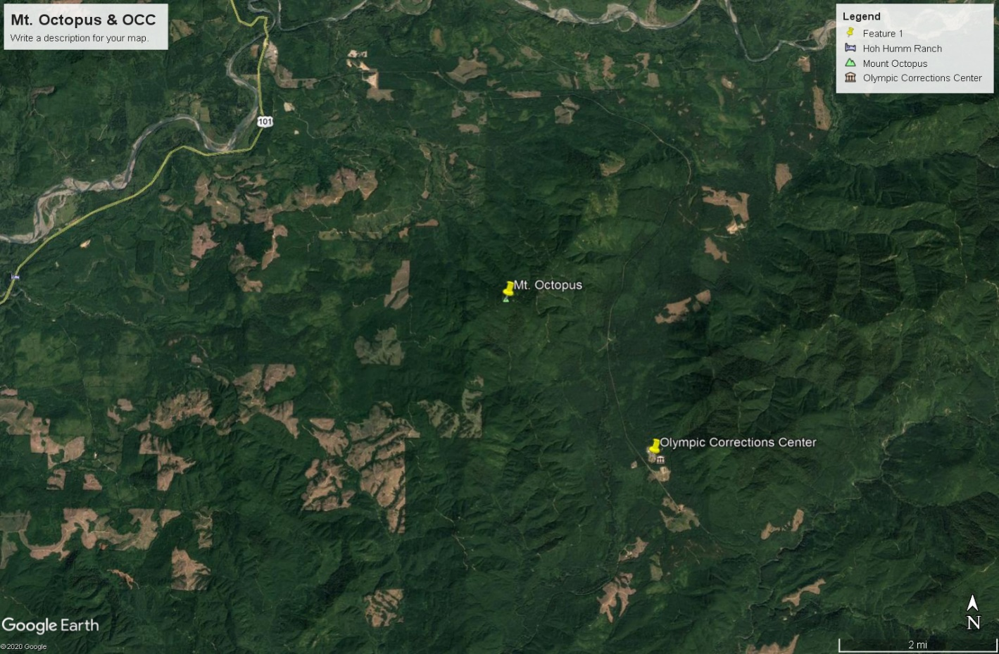 Mt. Octopus & OCC
Write a description for your map.
Legend
Feature 1
Hoh Humm Ranch
Mount Octopus
Olympic Corrections Center
101
Mt. Octopus
Olympic Corrections Center
Google Earth
©2020 Google
N
2 mi